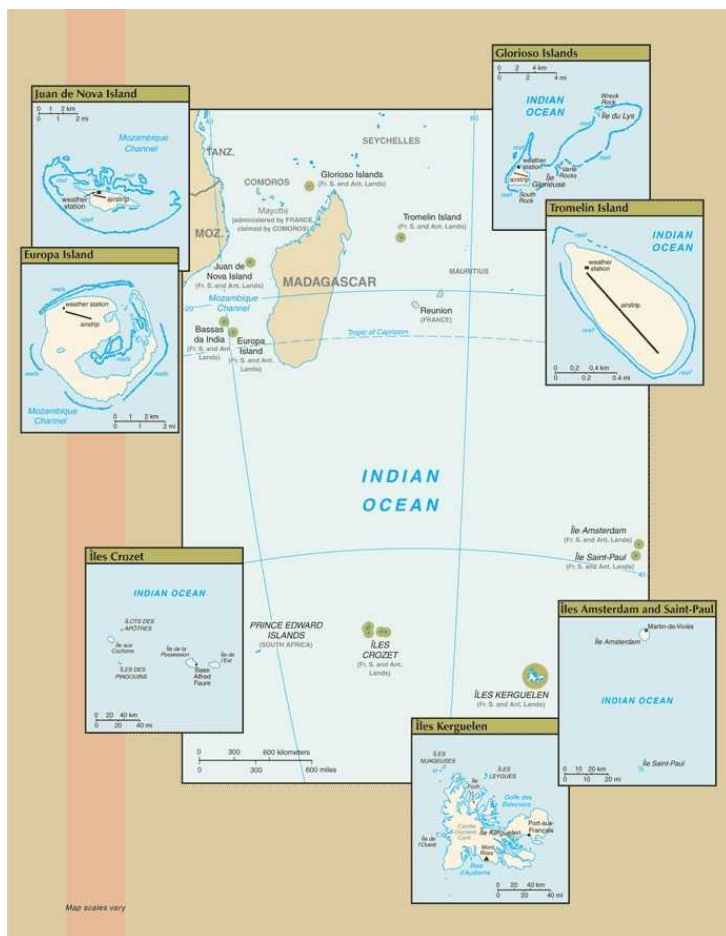 Glorioso Islands
0 2 4 km
0 2 4 mi
INDIAN
OCEAN
Wreck
Rock
Île du Lys
reef
reef
weather
station
airstrip
Verte
Rocks
Île
Glorieuse
South
Rock
Juan de Nova Island
0 1 2 km
0 1 2 mi
Mozambique
Channel
reef
weather
station
airstrip
reef
Europa Island
weather station
airstrip
reefs
reefs
reefs
Mozambique
Channel
0 1 2 km
0 1 2 mi
Tromelin Island
reef
INDIAN
OCEAN
weather
station
airstrip
reef
0 0.2 0.4 km
0 0.2 0.4 mi
40
60
TANZ.
SEYCHELLES
COMOROS
Glorioso Islands
(Fr. S. and Ant. Lands)
Mayotte
(administered by FRANCE,
claimed by COMOROS)
MOZ.
Tromelin Island
(Fr. S. and Ant. Lands)
Juan de
Nova Island
(Fr. S. and Ant. Lands)
MADAGASCAR
MAURITIUS
Mozambique
Channel
20
Reunion
(FRANCE)
Bassas
da India
(Fr. S. and Ant.
Lands)
Europa
Island
(Fr. S. and Ant.
Lands)
Tropic of Capricorn
INDIAN
OCEAN
Île Amsterdam
(Fr. S. and Ant. Lands)
Île Saint-Paul
(Fr. S. and Ant. Lands)
40
PRINCE EDWARD
ISLANDS
(SOUTH AFRICA)
ÎLES
CROZET
(Fr. S. and Ant.
Lands)
ÎLES KERGUELEN
(Fr. S. and Ant. Lands)
0 300 600 kilometers
0 300 600 miles
Îles Crozet
INDIAN OCEAN
ÎLOTS DES
APÔTRES
Île aux
Cochons
Île de la
Possession
Île de
l'Est
ÎLES DES
PINGOUINS
Base
Alfred
Faure
0 20 40 km
0 20 40 mi
Îles Amsterdam and Saint-Paul
Martin-de-Viviès
Île Amsterdam
INDIAN OCEAN
Île Saint-Paul
0 10 20 km
0 10 20 mi
Îles Kerguelen
ÎLES
NUAGEUSES
ÎLES
LEYGUES
Île
Foch
Golfe des
Baleiniers
Île de
l'Ouest
Île Kerguelen
Port-aux-
Français
Mont
Ross
Baie
d'Audierne
0 20 40 km
0 20 40 mi
Map scales vary